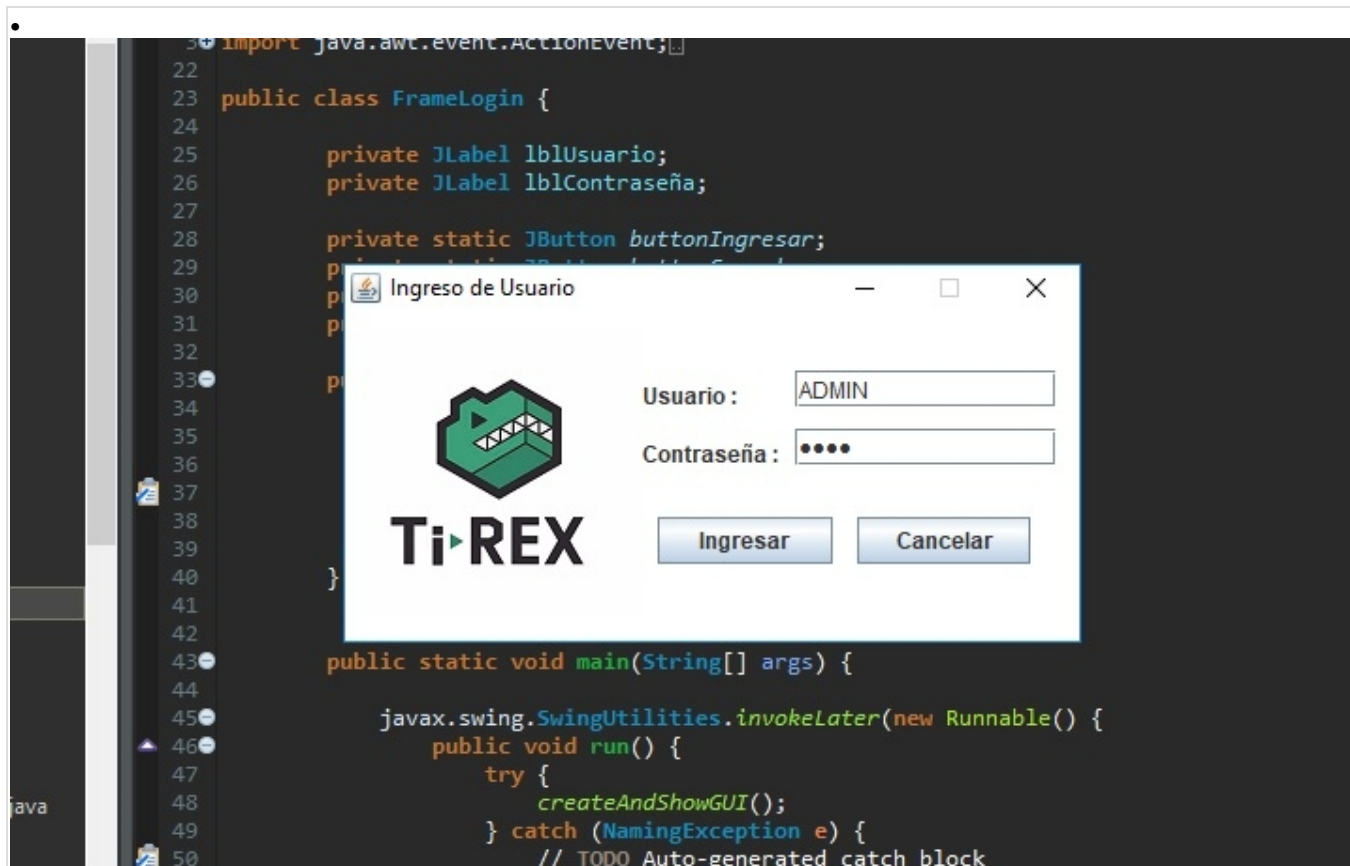 30 import java.awt.event.ActionEvent;
22
23 public class FrameLogin {
24
25 private JLabel lblUsuario;
26 private JLabel lblContraseña;
27
28 private static JButton buttonIngresar;
29
30
31
32
33
34
35
36
37
38
39
40 }
41
42
43 public static void main(String[] args) {
44
45 javax.swing.SwingUtilities.invokeLater(new Runnable() {
46 public void run() {
47 try {
48 createAndShowGUI();
49 } catch (NamingException e) {
50 // TODO Auto-generated catch block
java
Ingreso de Usuario
Usuario : ADMIN
Contraseña : ••••
Ti REX
Ingresar Cancelar